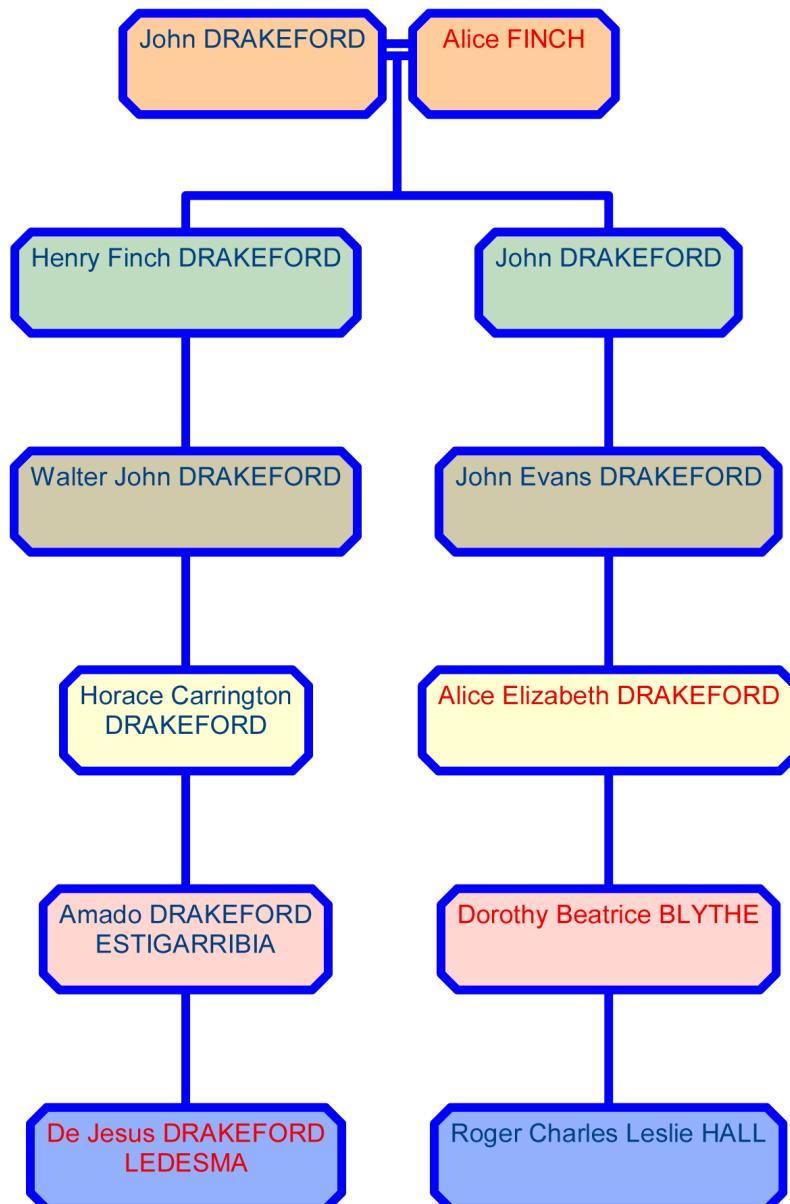 John DRAKEFORD
Alice FINCH
Henry Finch DRAKEFORD
John DRAKEFORD
Walter John DRAKEFORD
John Evans DRAKEFORD
Horace Carrington
DRAKEFORD
Alice Elizabeth DRAKEFORD
Amado DRAKEFORD
ESTIGARRIBIA
Dorothy Beatrice BLYTHE
De Jesus DRAKEFORD
LEDESMA
Roger Charles Leslie HALL